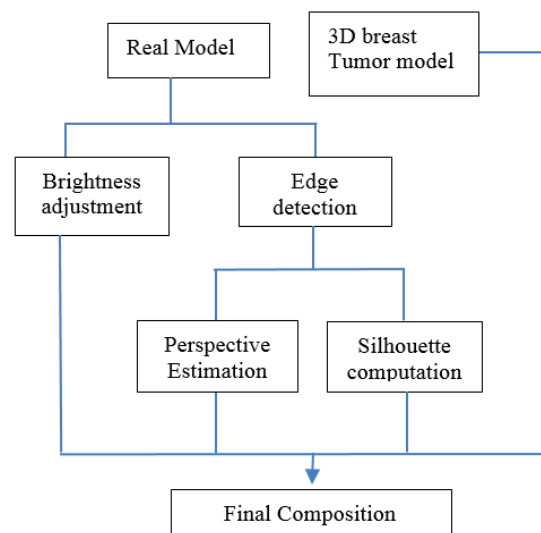 Real Model
3D breast
Tumor model
Brightness
adjustment
Edge
detection
Perspective
Estimation
Silhouette
computation
Final Composition